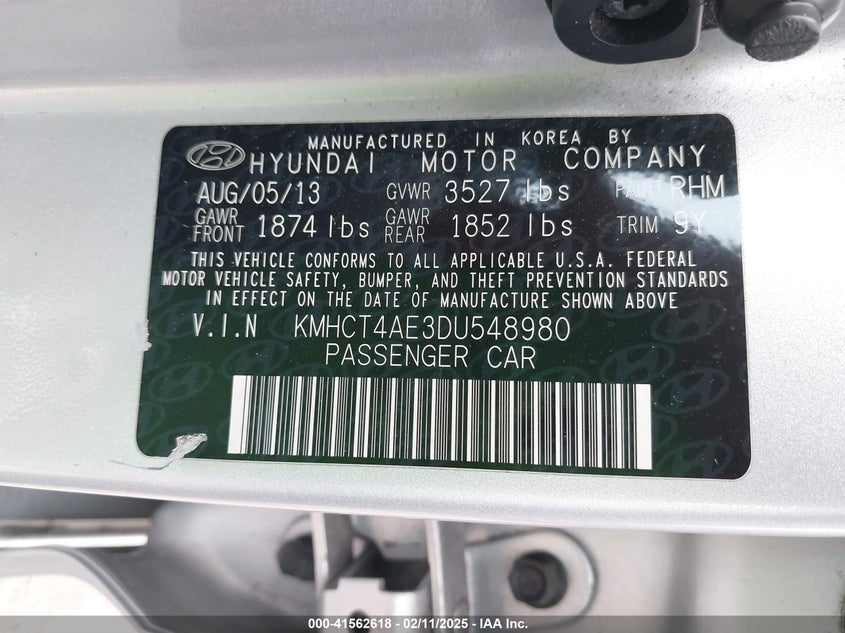 MANUFACTURED IN KOREA BY
HYUNDAI MOTOR COMPANY
AUG/05/13 GVWR 3527 lbs PAINT RHM
GAWR FRONT 1874 lbs GAWR REAR 1852 lbs TRIM 9Y
THIS VEHICLE CONFORMS TO ALL APPLICABLE U.S.A. FEDERAL
MOTOR VEHICLE SAFETY, BUMPER, AND THEFT PREVENTION STANDARDS
IN EFFECT ON THE DATE OF MANUFACTURE SHOWN ABOVE
V.I.N KMHCT4AE3DU548980
PASSENGER CAR
000-41562618 - 02/11/2025 - IAA Inc.